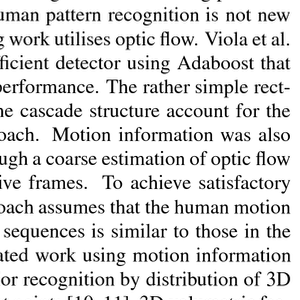 uman pattern recognition is not new
work utilises optic flow. Viola et al.
ficient detector using Adaboost that
performance. The rather simple rect-
ne cascade structure account for the
oach. Motion information was also
ugh a coarse estimation of optic flow
ive frames. To achieve satisfactory
oach assumes that the human motion
sequences is similar to those in the
ated work using motion information
or recognition by distribution of 3D